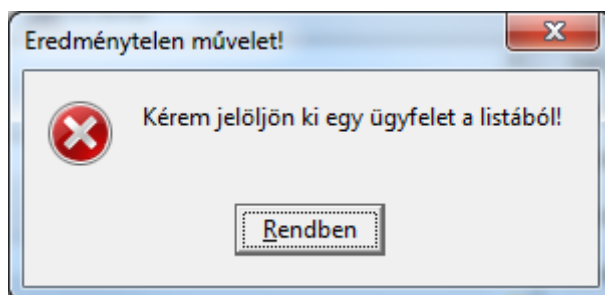 Eredménytelen művelet!
Kérem jelöljön ki egy ügyfelet a listából!
Rendben